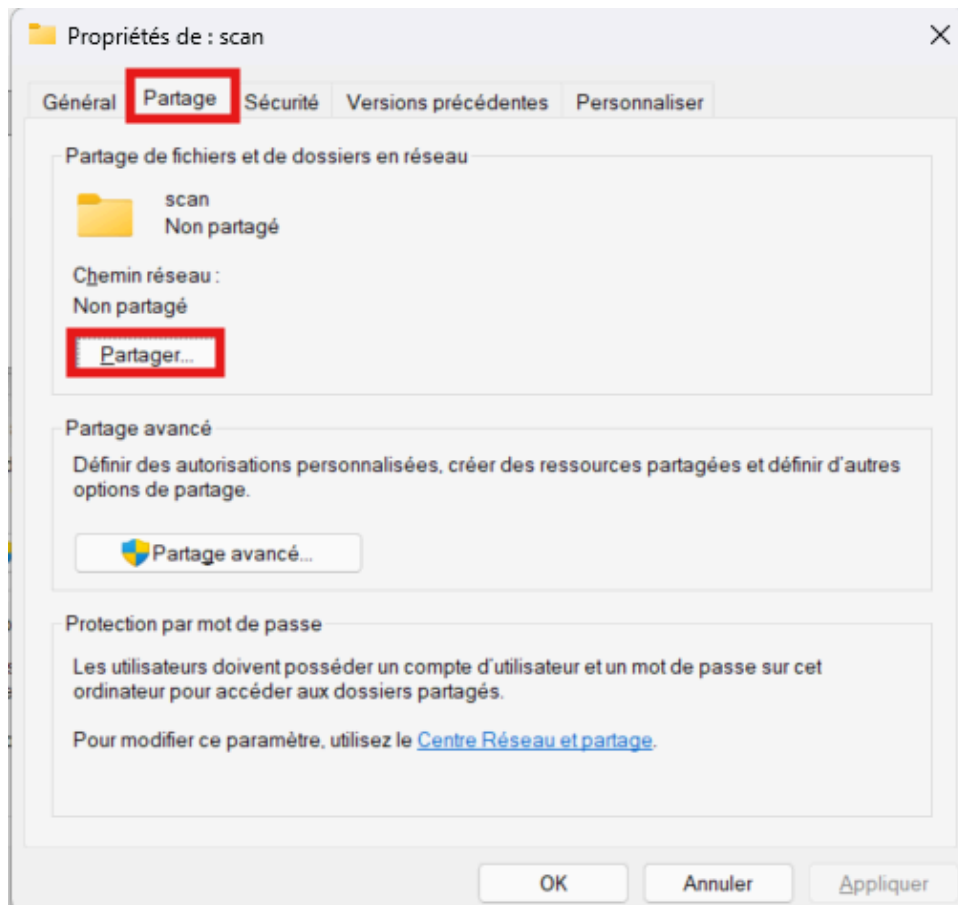 Propriétés de : scan
Général Partage Sécurité Versions précédentes Personnaliser
Partage de fichiers et de dossiers en réseau
scan
Non partagé
Chemin réseau :
Non partagé
Partager...
Partage avancé
Définir des autorisations personnalisées, créer des ressources partagées et définir d'autres
options de partage.
Partage avancé...
Protection par mot de passe
Les utilisateurs doivent posséder un compte d'utilisateur et un mot de passe sur cet
ordinateur pour accéder aux dossiers partagés.
Pour modifier ce paramètre, utilisez le Centre Réseau et partage.
OK Annuler Appliquer